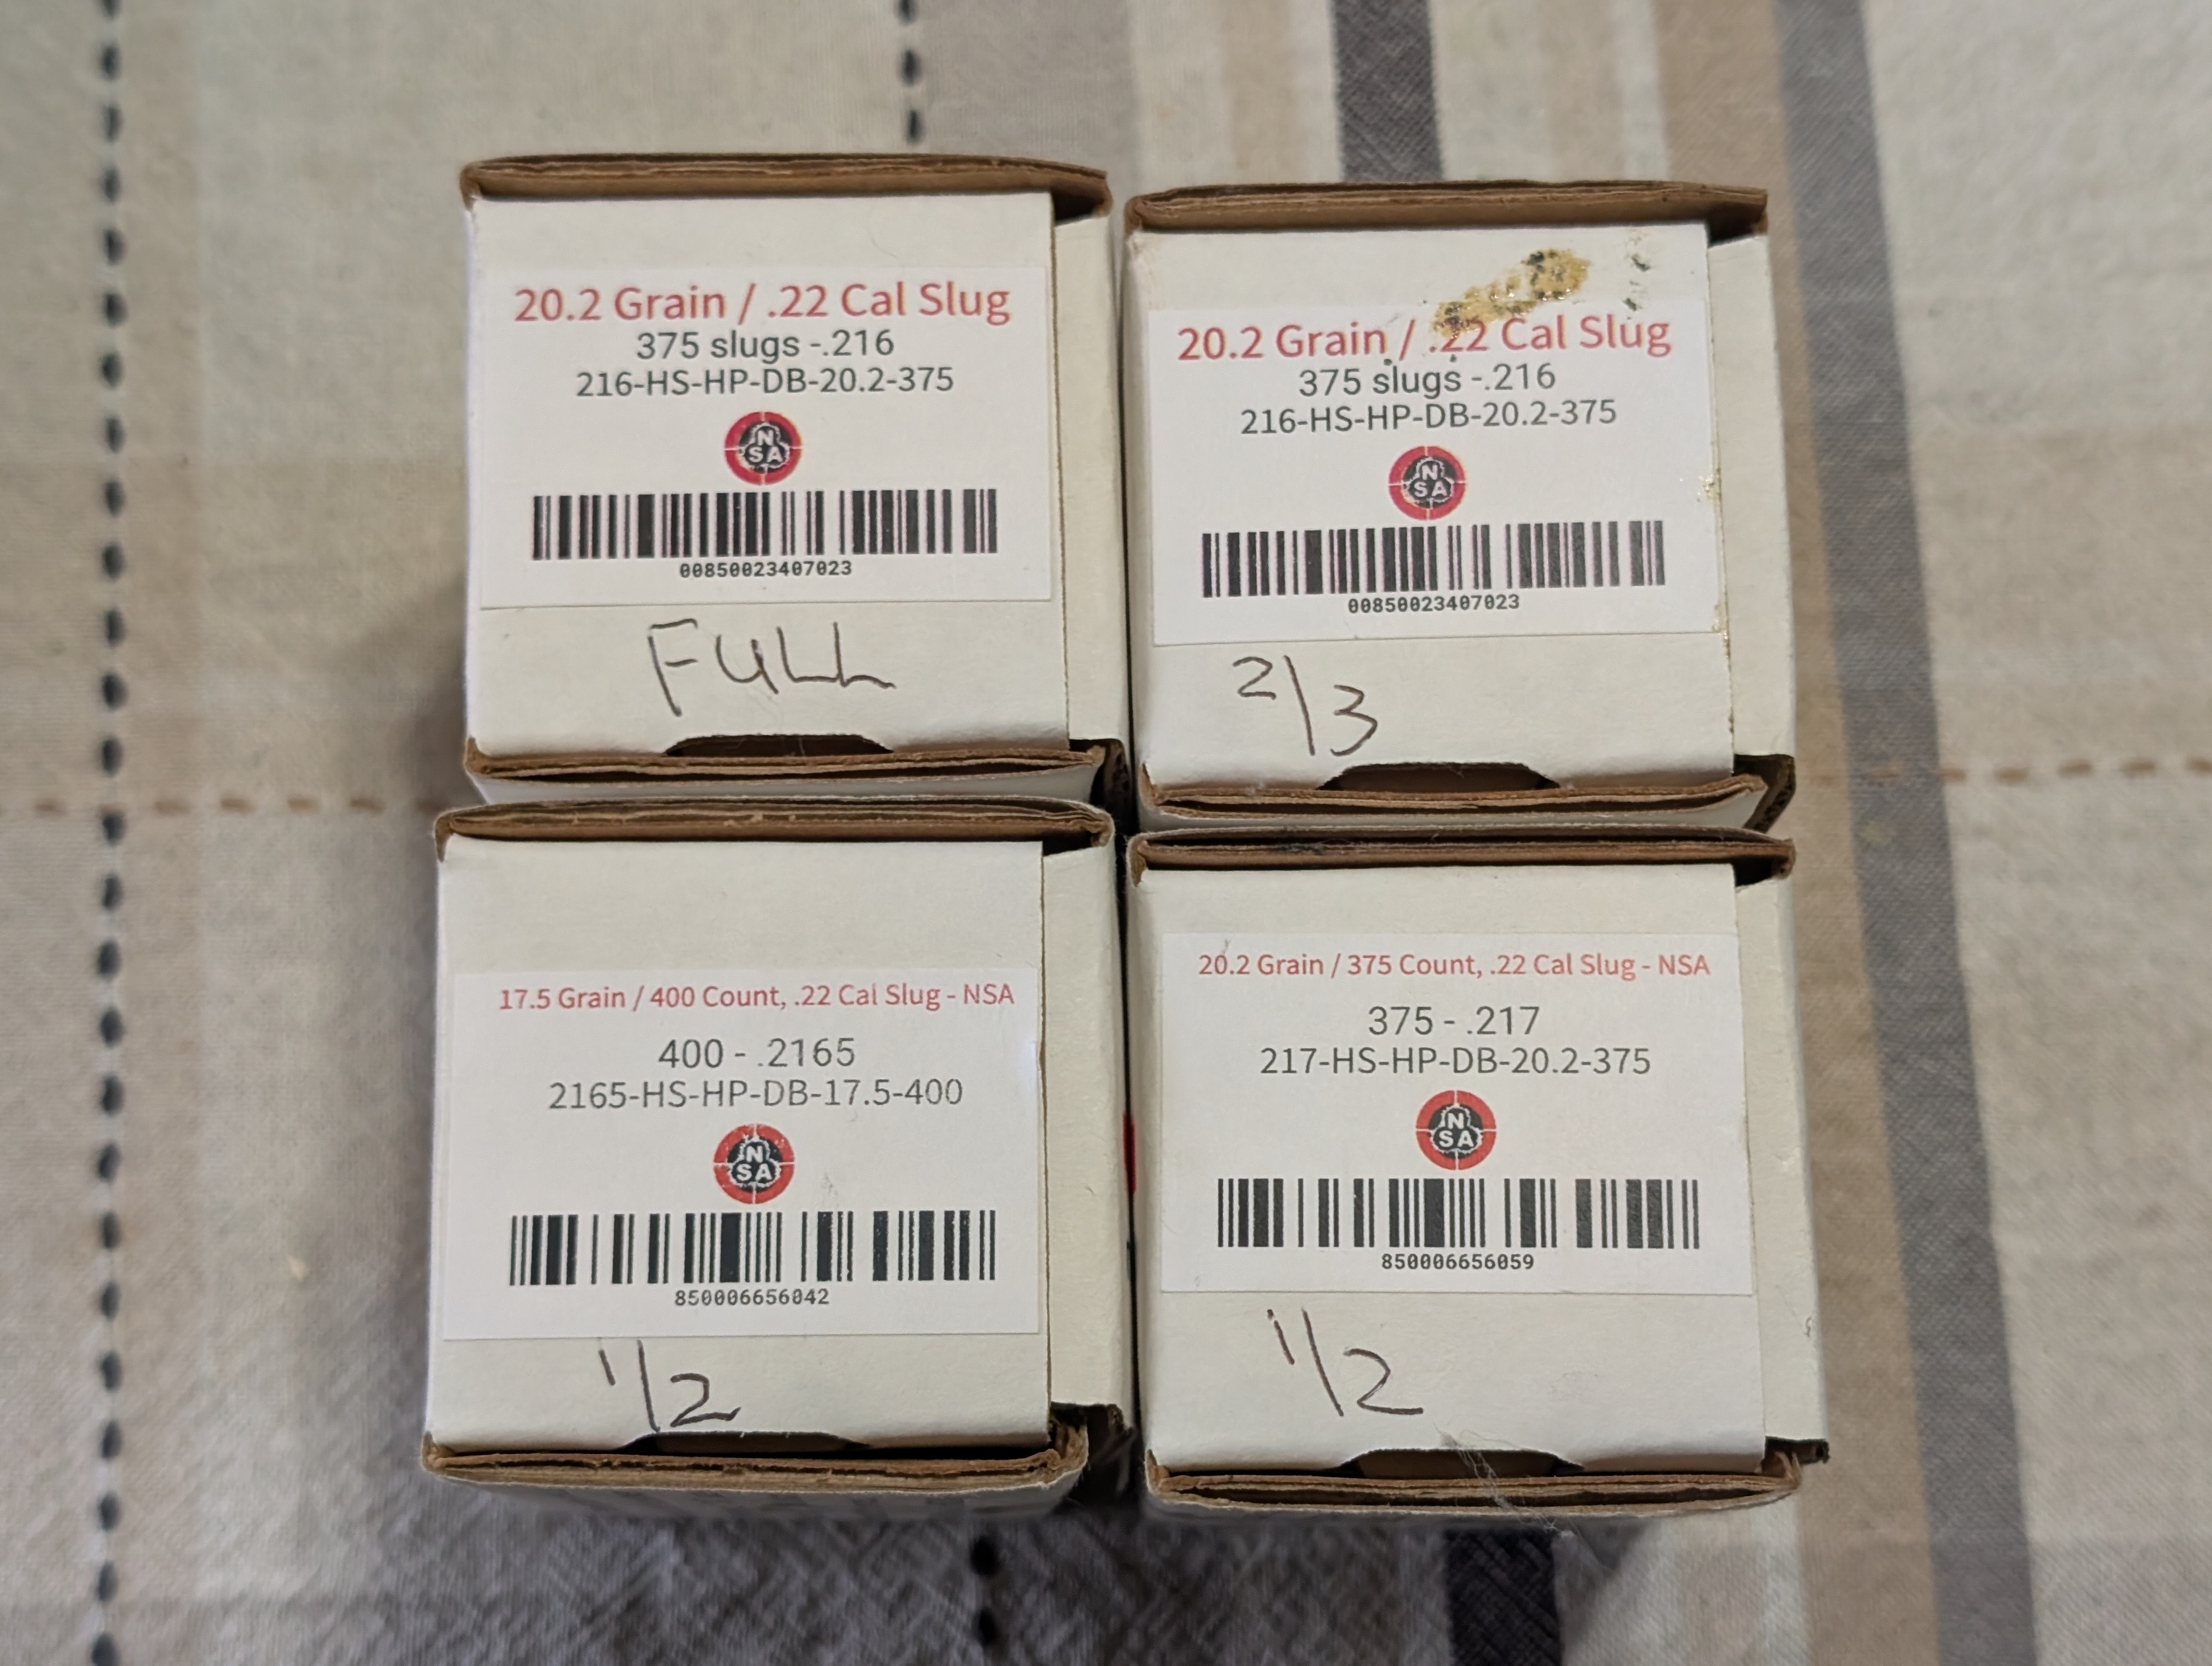 20.2 Grain / .22 Cal Slug
375 slugs -.216
216-HS-HP-DB-20.2-375
N
SA
00850023407023
FULL
20.2 Grain / .22 Cal Slug
375 slugs -.216
216-HS-HP-DB-20.2-375
N
SA
00850023407023
2/3
17.5 Grain / 400 Count, .22 Cal Slug - NSA
400 - .2165
2165-HS-HP-DB-17.5-400
N
SA
850006656042
1/2
20.2 Grain / 375 Count, .22 Cal Slug - NSA
375 - .217
217-HS-HP-DB-20.2-375
N
SA
850006656059
1/2